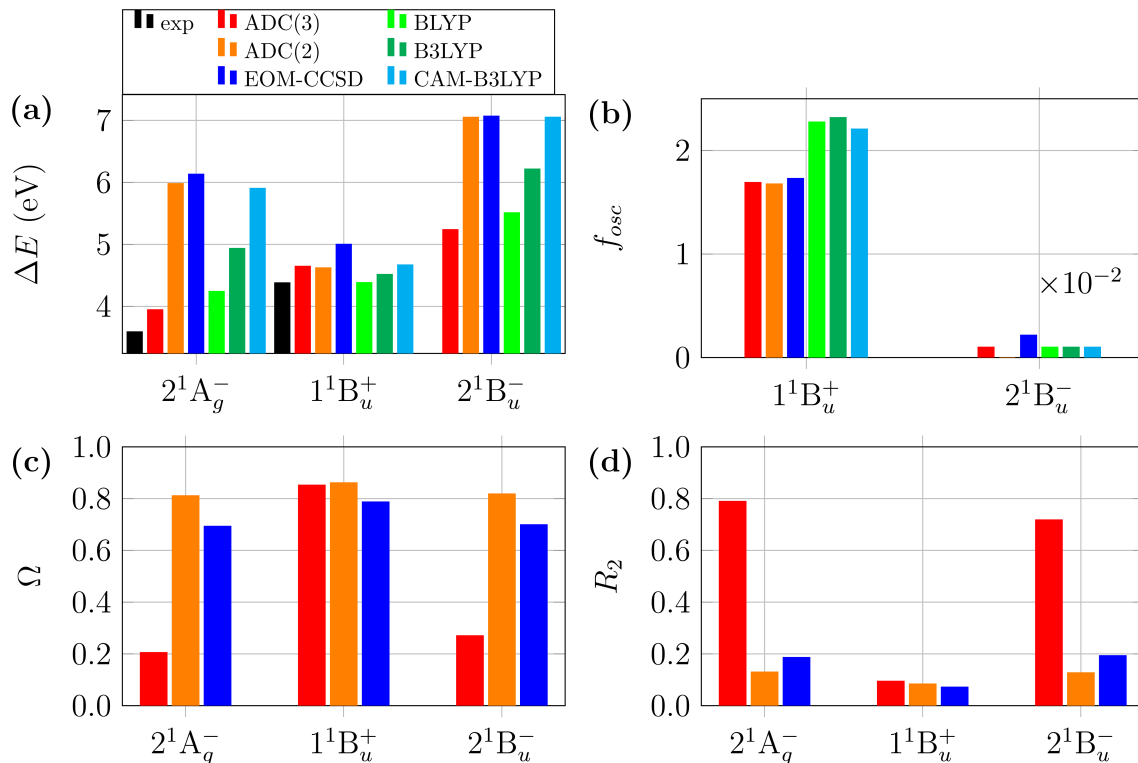 exp ADC(3) BLYP
ADC(2) B3LYP
EOM-CCSD CAM-B3LYP
(a)
ΔE (eV)
7
6
5
4
2¹A_g⁻ 1¹B_u⁺ 2¹B_u⁻
(b)
f_osc
2
1
0
×10⁻²
1¹B_u⁺ 2¹B_u⁻
(c)
Ω
1.0
0.8
0.6
0.4
0.2
0.0
2¹A_g⁻ 1¹B_u⁺ 2¹B_u⁻
(d)
R₂
1.0
0.8
0.6
0.4
0.2
0.0
2¹A_g⁻ 1¹B_u⁺ 2¹B_u⁻